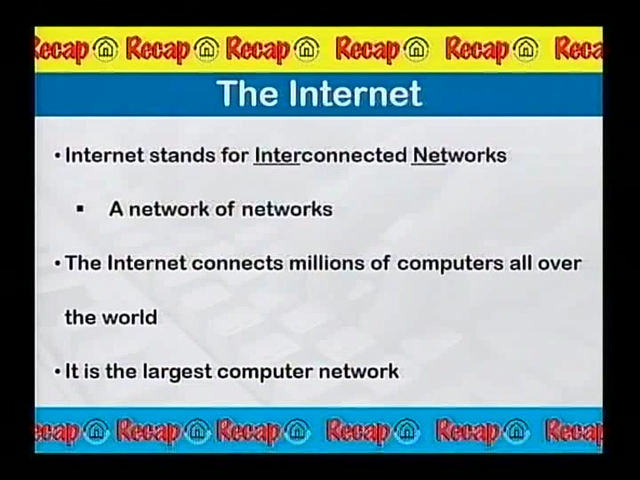 Recap Recap Recap Recap Recap
The Internet
• Internet stands for Interconnected Networks
▪ A network of networks
• The Internet connects millions of computers all over
the world
• It is the largest computer network
Recap Recap Recap Recap Recap